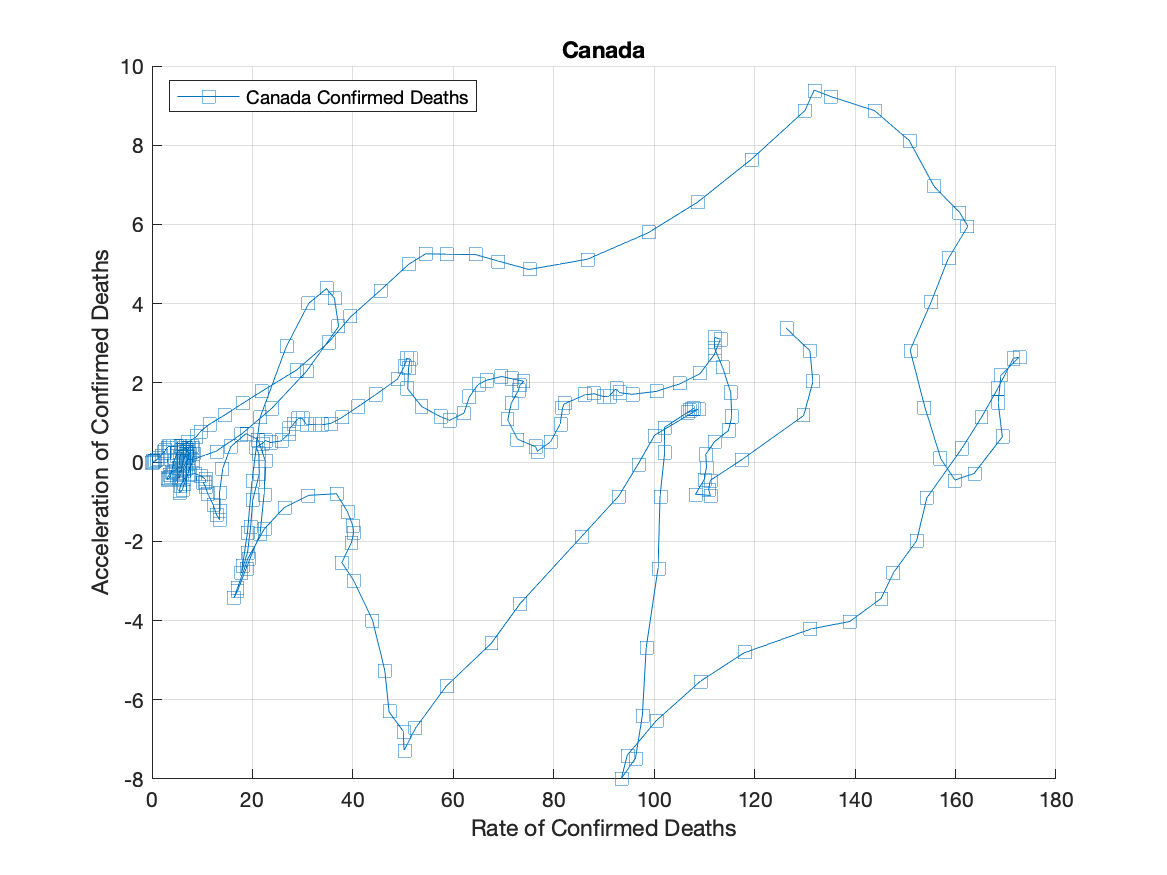 Canada
Canada Confirmed Deaths
10
8
6
4
2
0
-2
-4
-6
-8
Acceleration of Confirmed Deaths
0 20 40 60 80 100 120 140 160 180
Rate of Confirmed Deaths